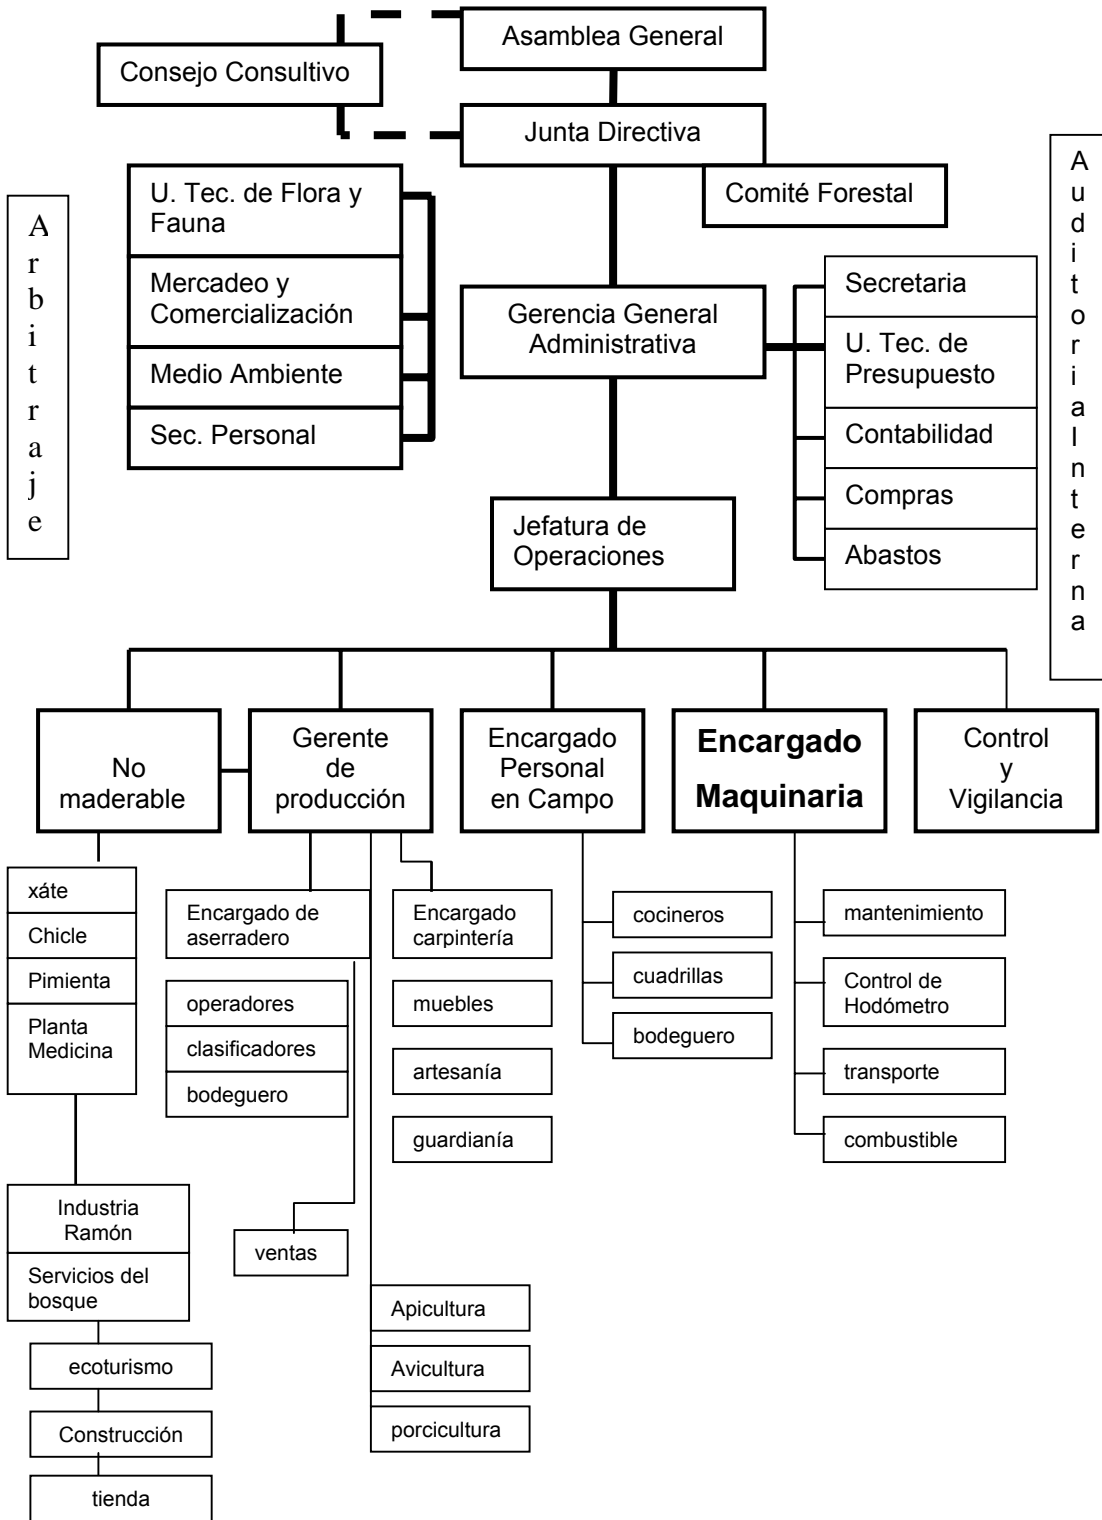 Asamblea General
Consejo Consultivo
Junta Directiva
Comité Forestal
U. Tec. de Flora y
Fauna
Mercadeo y
Comercialización
Medio Ambiente
Sec. Personal
Arbitraje
AuditoriaInterna
Gerencia General
Administrativa
Secretaria
U. Tec. de
Presupuesto
Contabilidad
Compras
Abastos
Jefatura de
Operaciones
No
maderable
Gerente
de
producción
Encargado
Personal
en Campo
Encargado
Maquinaria
Control
y
Vigilancia
xáte
Chicle
Pimienta
Planta
Medicina
Industria
Ramón
Servicios del
bosque
ecoturismo
Construcción
tienda
Encargado de
aserradero
operadores
clasificadores
bodeguero
ventas
Encargado
carpintería
muebles
artesanía
guardianía
Apicultura
Avicultura
porcicultura
cocineros
cuadrillas
bodeguero
mantenimiento
Control de
Hodómetro
transporte
combustible